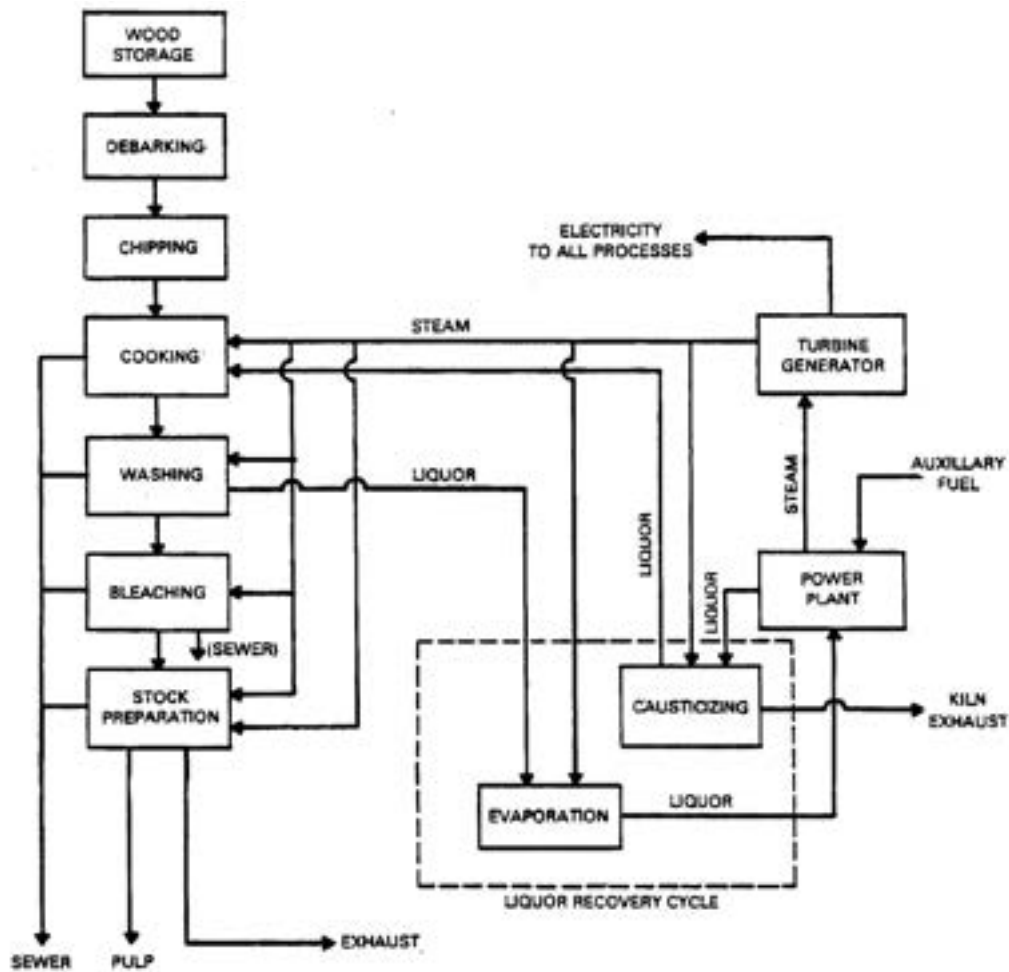 WOOD
STORAGE
DEBARKING
CHIPPING
ELECTRICITY
TO ALL PROCESSES
STEAM
COOKING
TURBINE
GENERATOR
WASHING
LIQUOR
STEAM
AUXILLARY
FUEL
LIQUOR
LIQUOR
BLEACHING
POWER
PLANT
(SEWER)
STOCK
PREPARATION
CAUSTICIZING
KILN
EXHAUST
EVAPORATION
LIQUOR
LIQUOR RECOVERY CYCLE
SEWER
PULP
EXHAUST